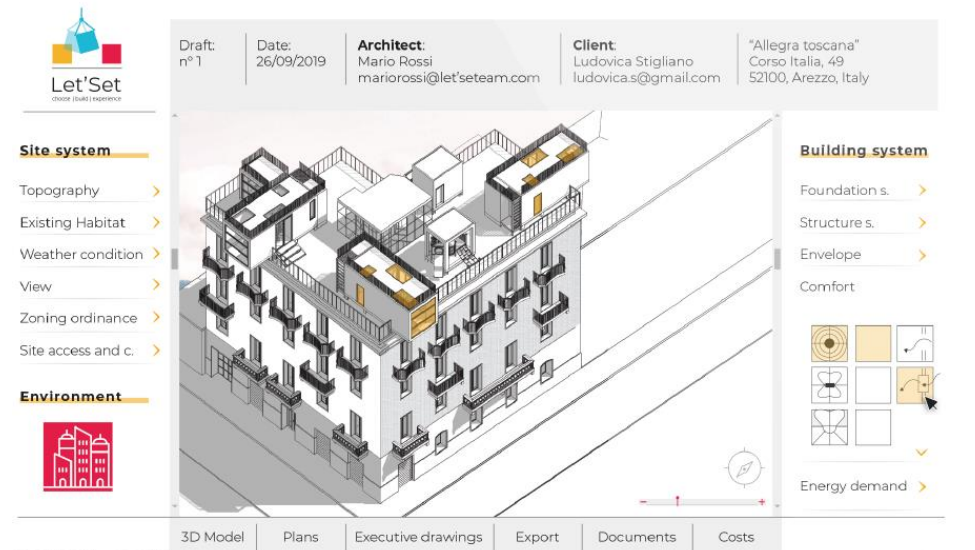 Let'Set
choose | build | experience
Draft:
n° 1
Date:
26/09/2019
Architect:
Mario Rossi
mariorossi@let'seteam.com
Client:
Ludovica Stigliano
ludovica.s@gmail.com
"Allegra toscana"
Corso Italia, 49
52100, Arezzo, Italy
Site system
Topography
Existing Habitat
Weather condition
View
Zoning ordinance
Site access and c.
Environment
Building system
Foundation s.
Structure s.
Envelope
Comfort
Energy demand
3D Model
Plans
Executive drawings
Export
Documents
Costs